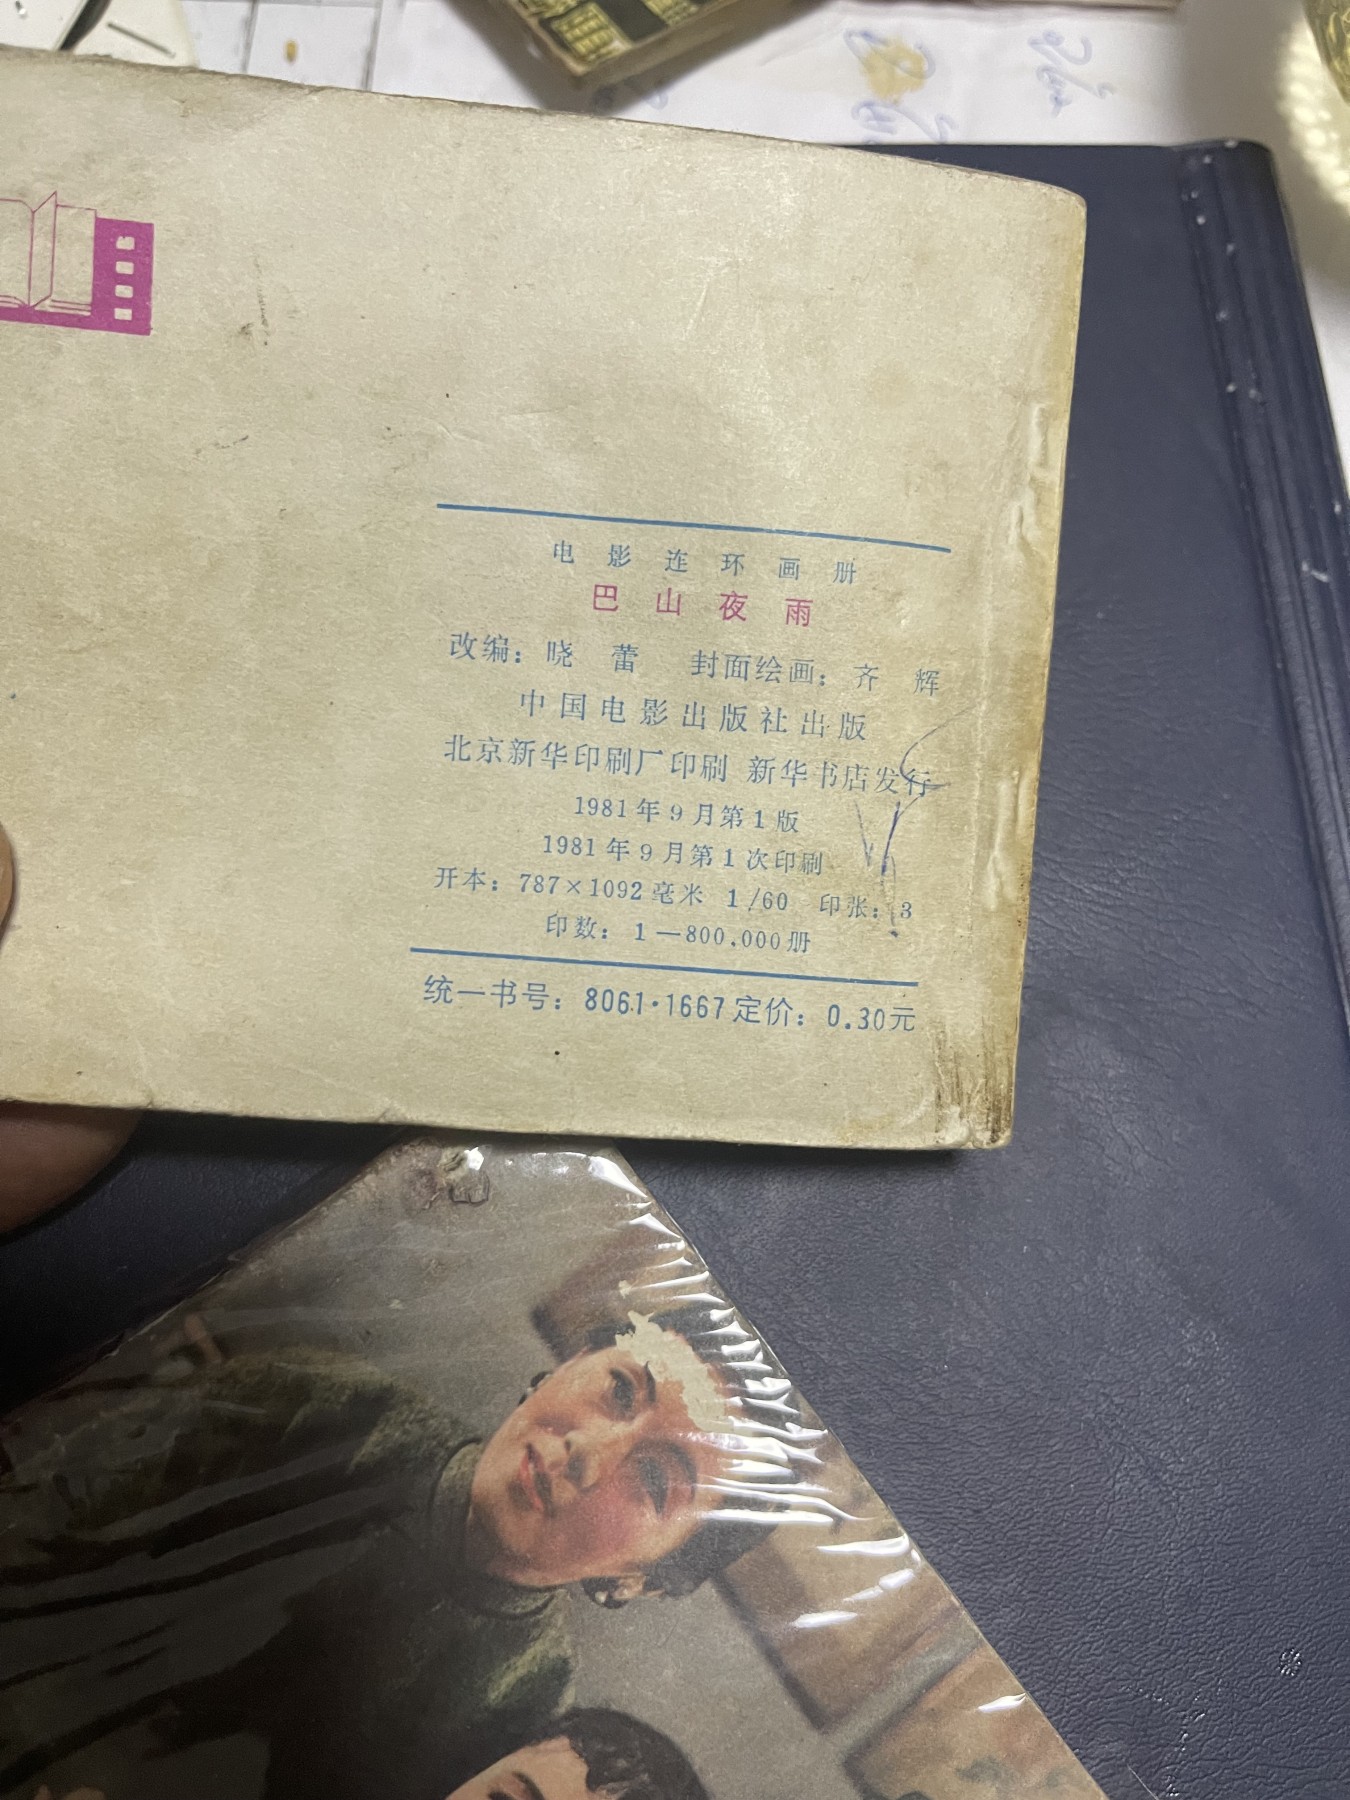 电影连环画册
巴山夜雨
改编：晓 蕾 封面绘画：齐 辉
中国电影出版社出版
北京新华印刷厂印刷 新华书店发行
1981年9月第1版
1981年9月第1次印刷
开本：787×1092毫米 1/60 印张：3
印数：1—800,000册
统一书号：8061·1667定价：0.30元